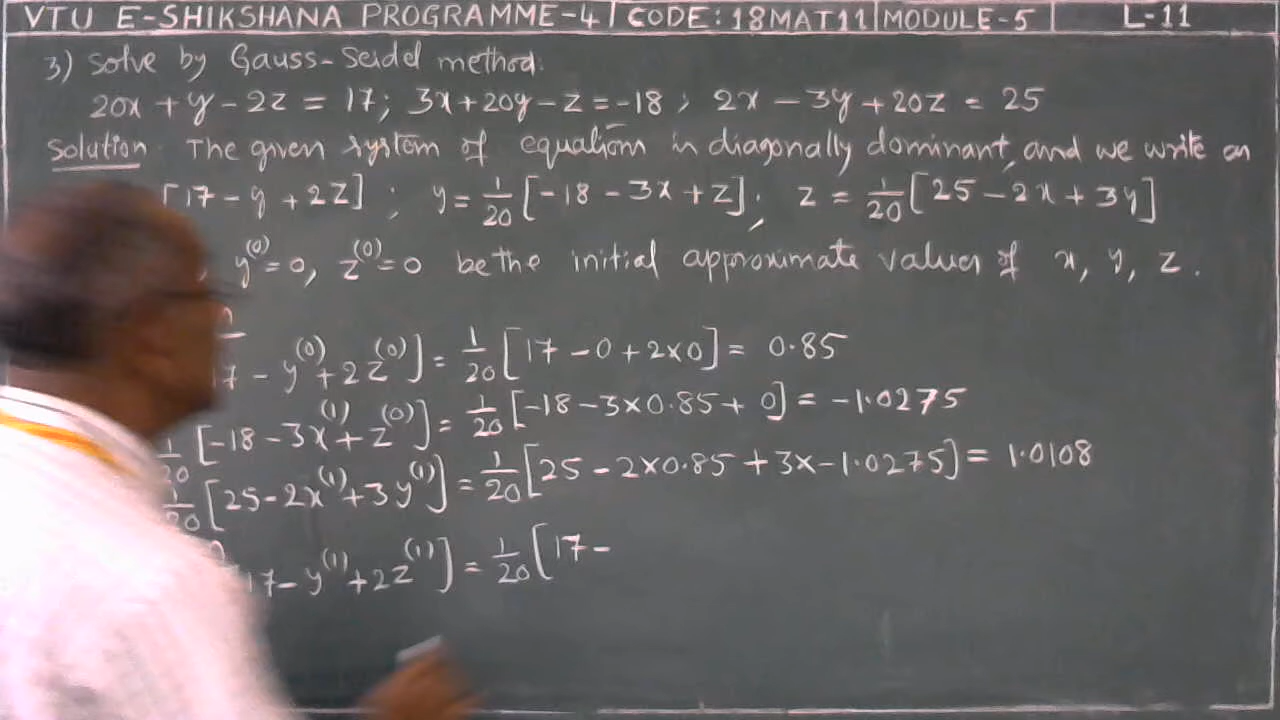 VTU E-SHIKSHANA PROGRAMME-4 | CODE: 18MAT11 | MODULE-5 | L-11
3) Solve by Gauss-Seidel method:
20x + y - 2z = 17; 3x + 20y - z = -18; 2x - 3y + 20z = 25
Solution The given system of equations is diagonally dominant, and we write as
[17 - y + 2z]; y = 1/20 [-18 - 3x + z]; z = 1/20 [25 - 2x + 3y]
y^(0) = 0, z^(0) = 0 be the initial approximate values of x, y, z.
7 - y^(0) + 2z^(0)] = 1/20 [17 - 0 + 2×0] = 0.85
1/20 [-18 - 3x^(1) + z^(0)] = 1/20 [-18 - 3×0.85 + 0] = -1.0275
1/20 [25 - 2x^(1) + 3y^(1)] = 1/20 [25 - 2×0.85 + 3×-1.0275] = 1.0108
17 - y^(1) + 2z^(1)] = 1/20 [17 -